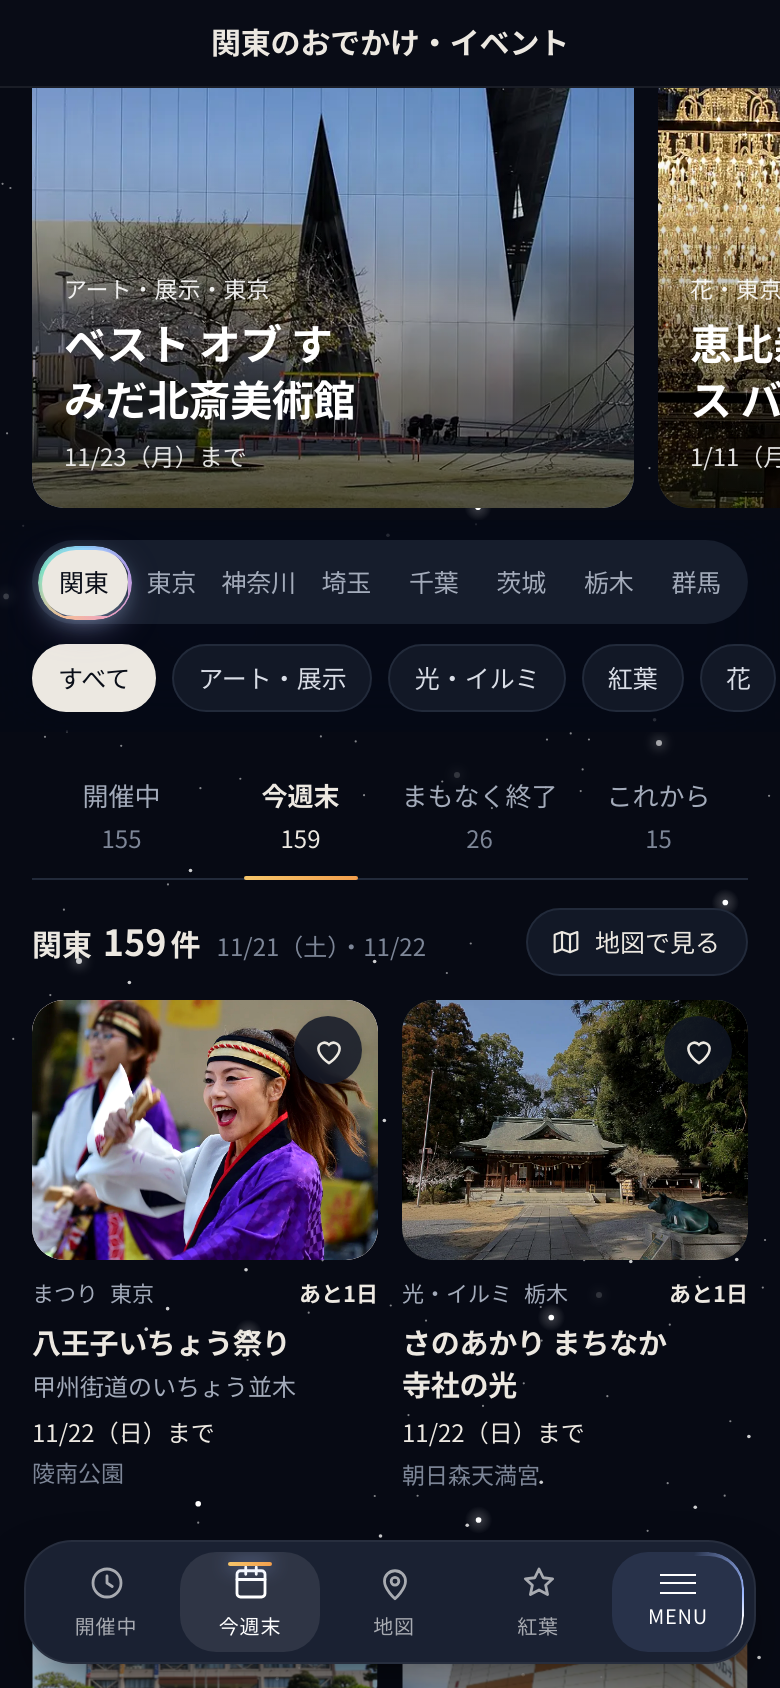 関東のおでかけ・イベント
アート・展示・東京
ベスト オブ す
みだ北斎美術館
11/23（月）まで
花・東京
恵比
ス バ
1/11（月
関東
東京
神奈川
埼玉
千葉
茨城
栃木
群馬
すべて
アート・展示
光・イルミ
紅葉
花
開催中
155
今週末
159
まもなく終了
26
これから
15
関東 159件 11/21（土）・11/22
地図で見る
まつり 東京 あと1日
八王子いちょう祭り
甲州街道のいちょう並木
11/22（日）まで
陵南公園
光・イルミ 栃木 あと1日
さのあかり まちなか
寺社の光
11/22（日）まで
朝日森天満宮
開催中
今週末
地図
紅葉
MENU